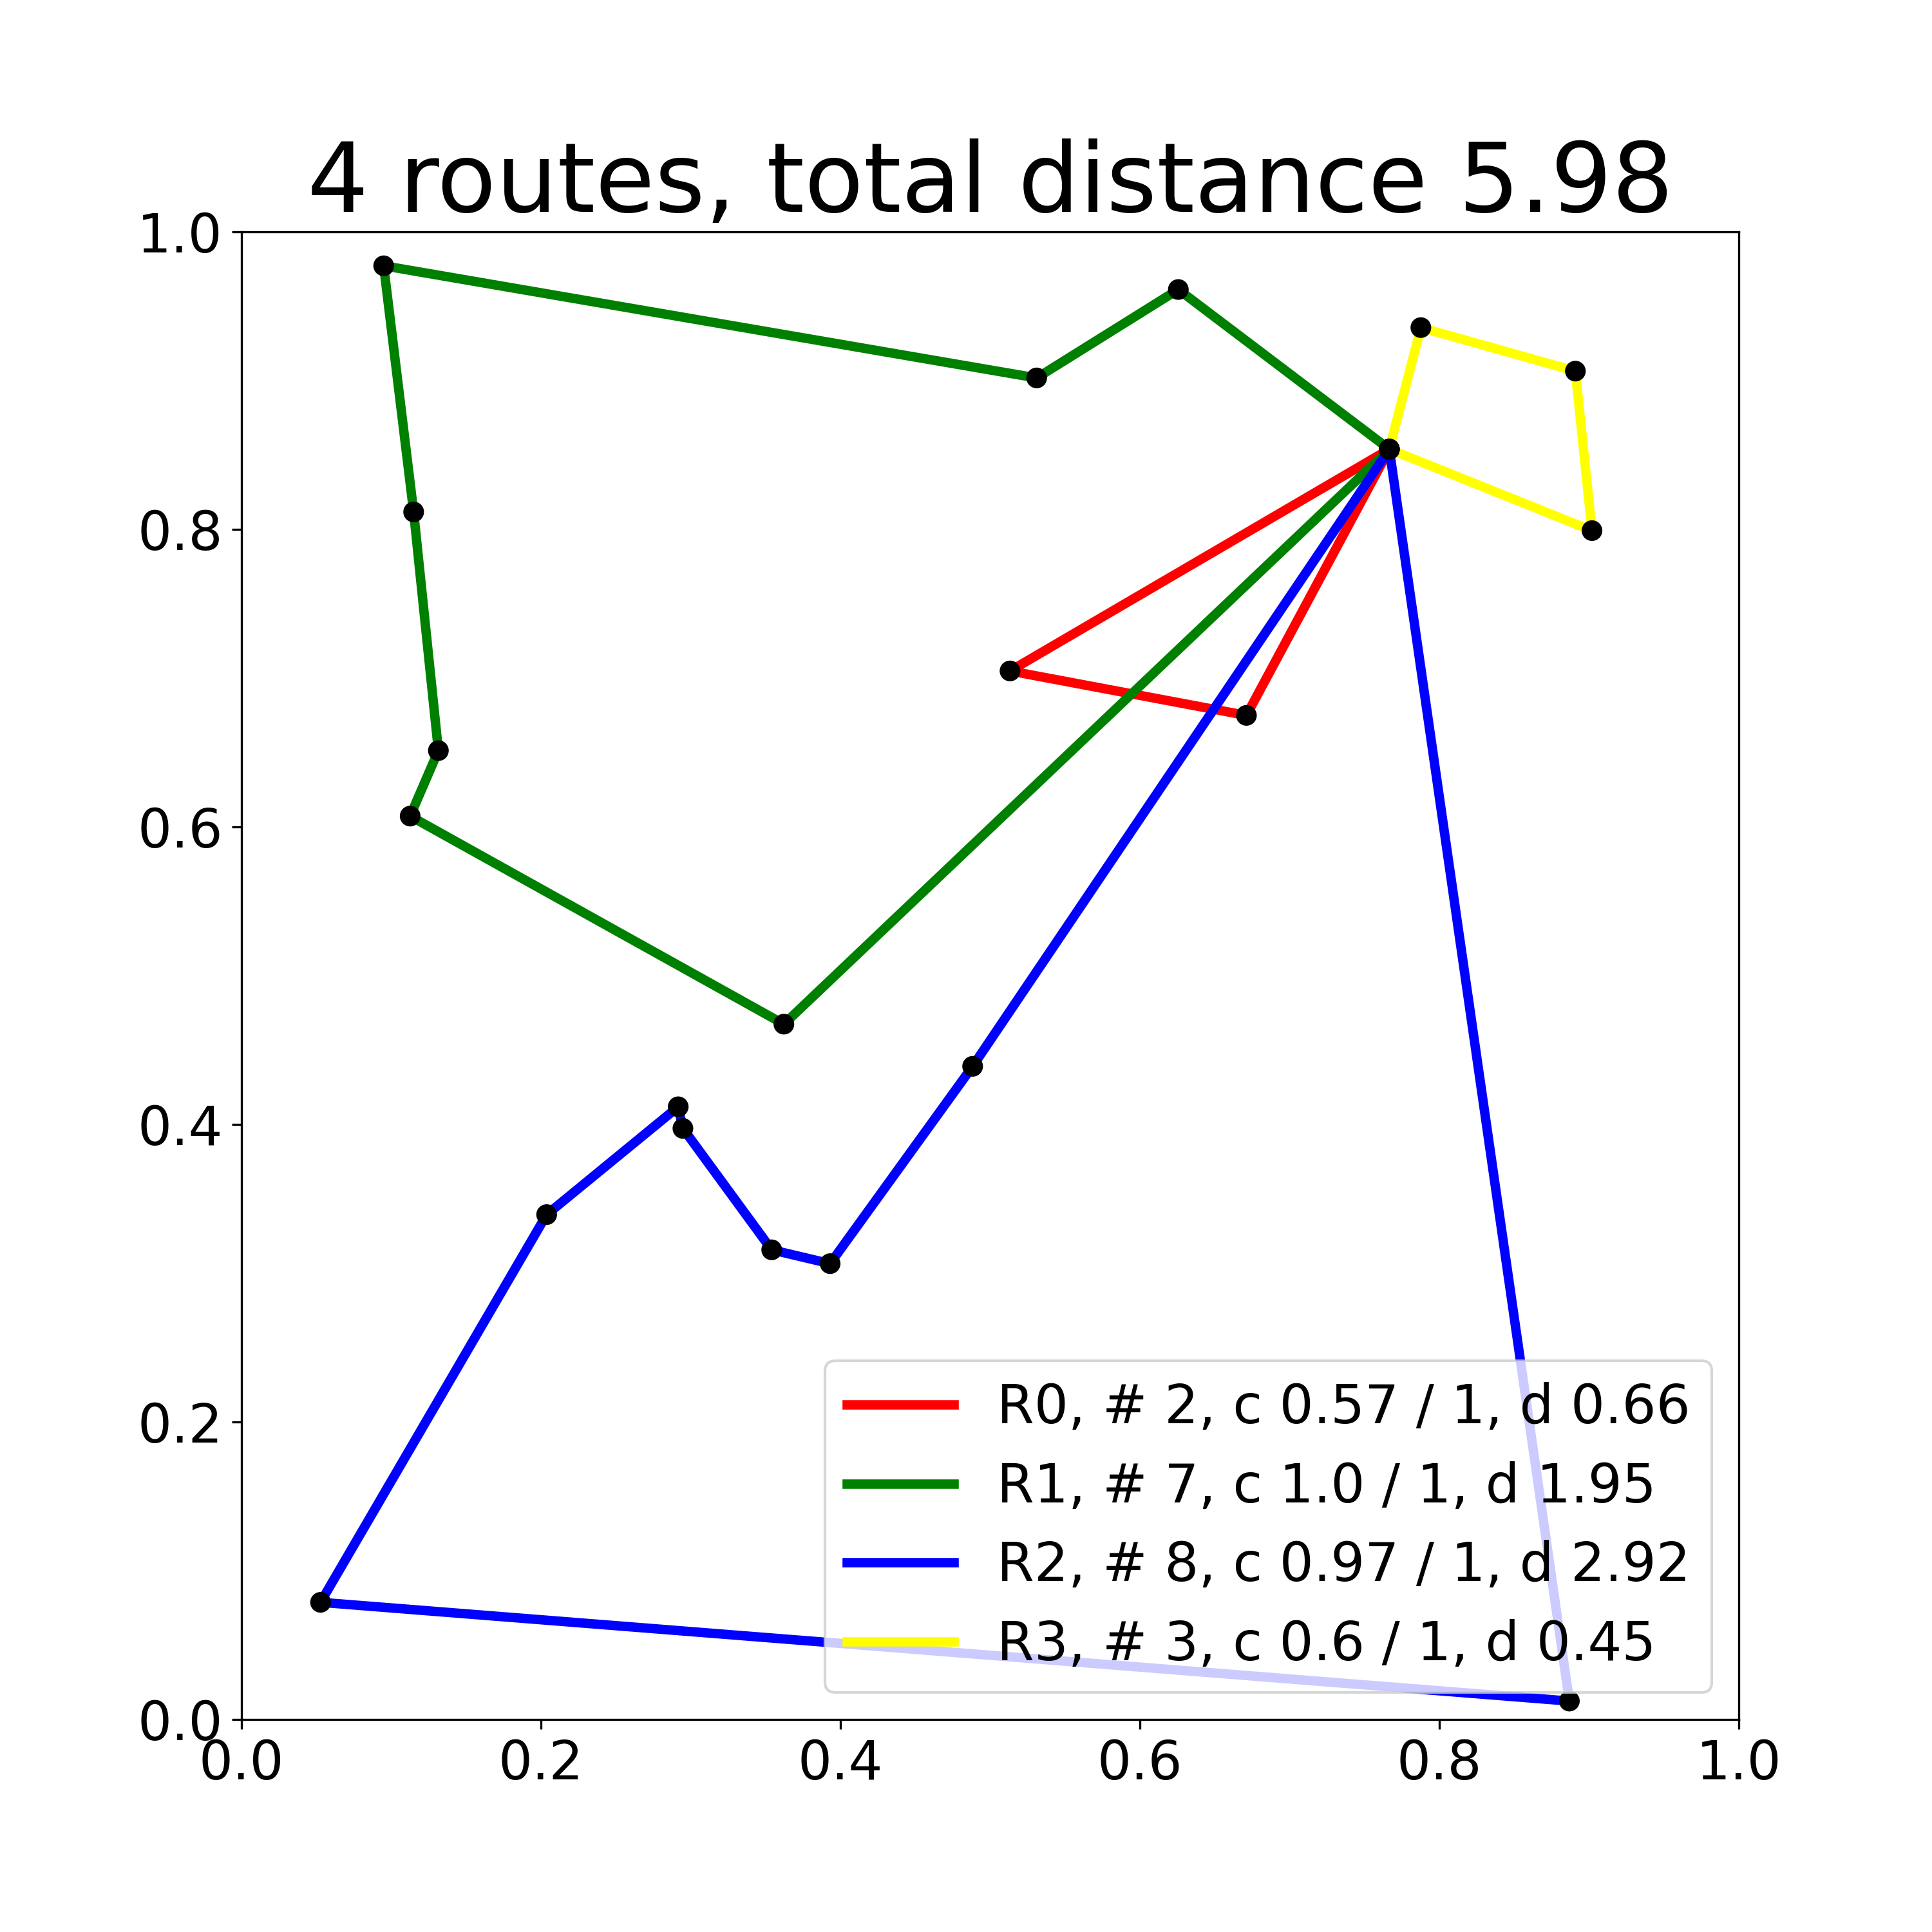 4 routes, total distance 5.98
1.0
0.8
0.6
0.4
0.2
0.0
R0, # 2, c 0.57 / 1, d 0.66
R1, # 7, c 1.0 / 1, d 1.95
R2, # 8, c 0.97 / 1, d 2.92
R3, # 3, c 0.6 / 1, d 0.45
0.0 0.2 0.4 0.6 0.8 1.0